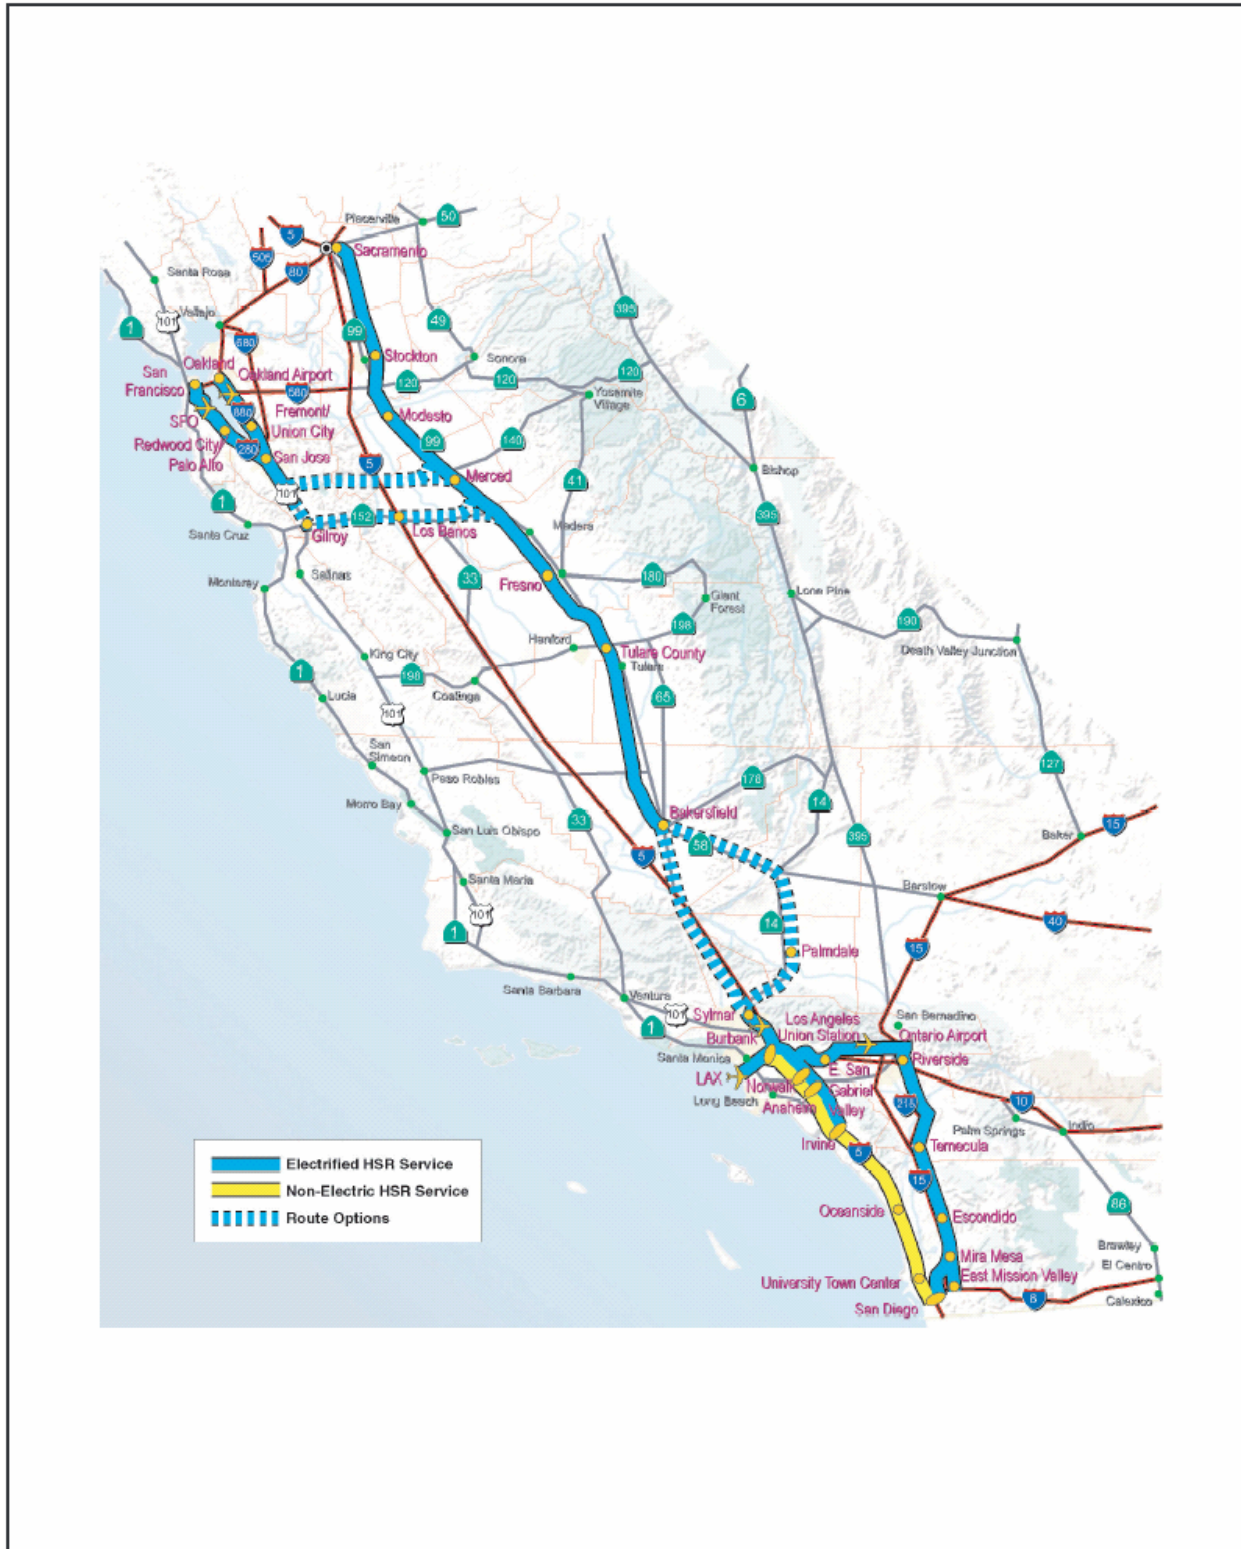 Placerville
50
5
Sacramento
505
80
Santa Rosa
395
1
101
Vallejo
49
99
680
Stockton
Sonora
Oakland
San
Francisco
Oakland Airport
580
120
120
120
Yosemite
Village
6
SFO
880
Fremont/
Union City
Modesto
Redwood City/
Palo Alto
280
San Jose
99
140
5
Merced
41
Bishop
101
1
152
395
Santa Cruz
Gilroy
Los Banos
Madera
Monterey
Salinas
33
Fresno
180
Giant
Forest
Lone Pine
198
190
Hanford
Tulare County
Death Valley Junction
King City
Tulare
1
198
Coalinga
65
Lucia
101
San
Simeon
127
Paso Robles
178
14
Morro Bay
Bakersfield
15
San Luis Obispo
33
58
395
Baker
5
Santa Maria
Barstow
101
14
40
1
15
Palmdale
Santa Barbara
Ventura
101
Sylmar
Los Angeles
Union Station
San Bernadino
1
Burbank
Ontario Airport
Santa Monica
E. San
Gabriel
Valley
Riverside
LAX
Norwalk
Long Beach
Anaheim
215
10
Palm Springs
Indio
Irvine
5
Temecula
15
Electrified HSR Service
Non-Electric HSR Service
Route Options
86
Oceanside
Escondido
Brawley
Mira Mesa
El Centro
University Town Center
East Mission Valley
San Diego
8
Calexico